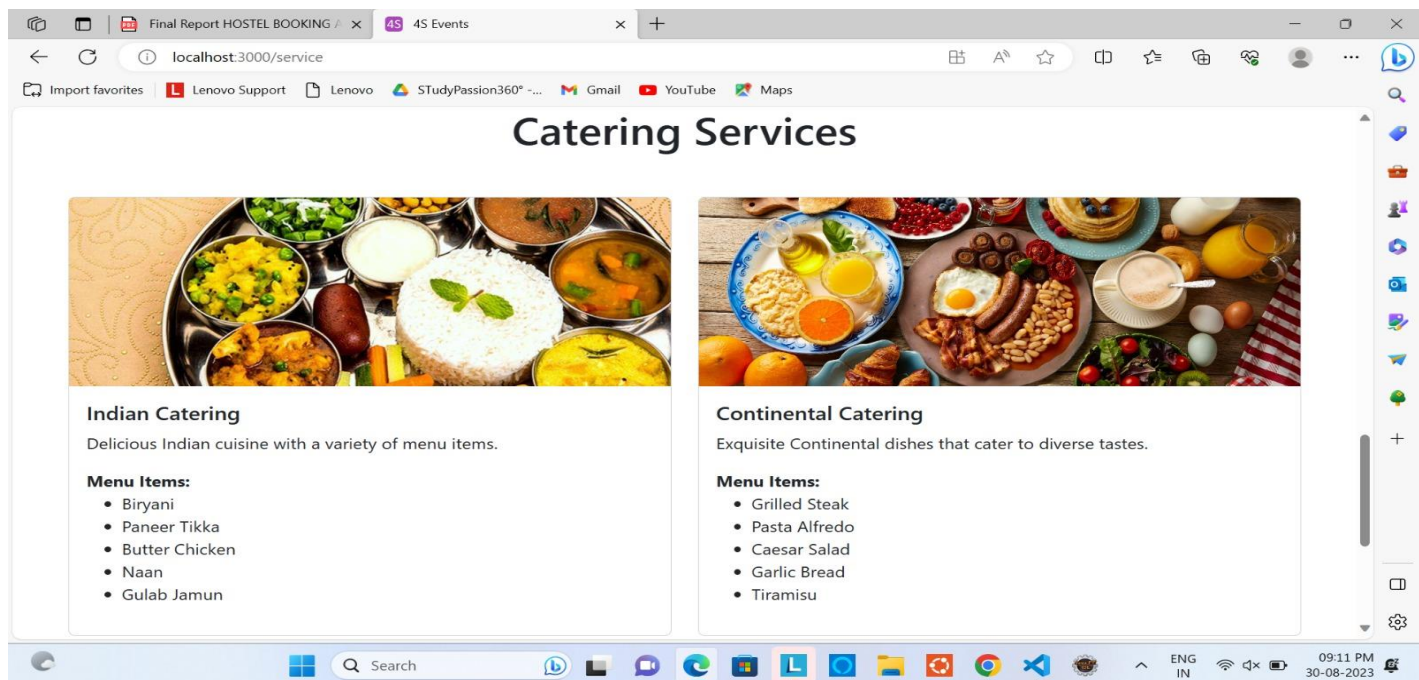 Final Report HOSTEL BOOKING A
4S 4S Events
localhost:3000/service
Import favorites L Lenovo Support Lenovo STudyPassion360° -... Gmail YouTube Maps
Catering Services
Indian Catering
Delicious Indian cuisine with a variety of menu items.
Menu Items:
• Biryani
• Paneer Tikka
• Butter Chicken
• Naan
• Gulab Jamun
Continental Catering
Exquisite Continental dishes that cater to diverse tastes.
Menu Items:
• Grilled Steak
• Pasta Alfredo
• Caesar Salad
• Garlic Bread
• Tiramisu
Search
L
ENG
IN
09:11 PM
30-08-2023